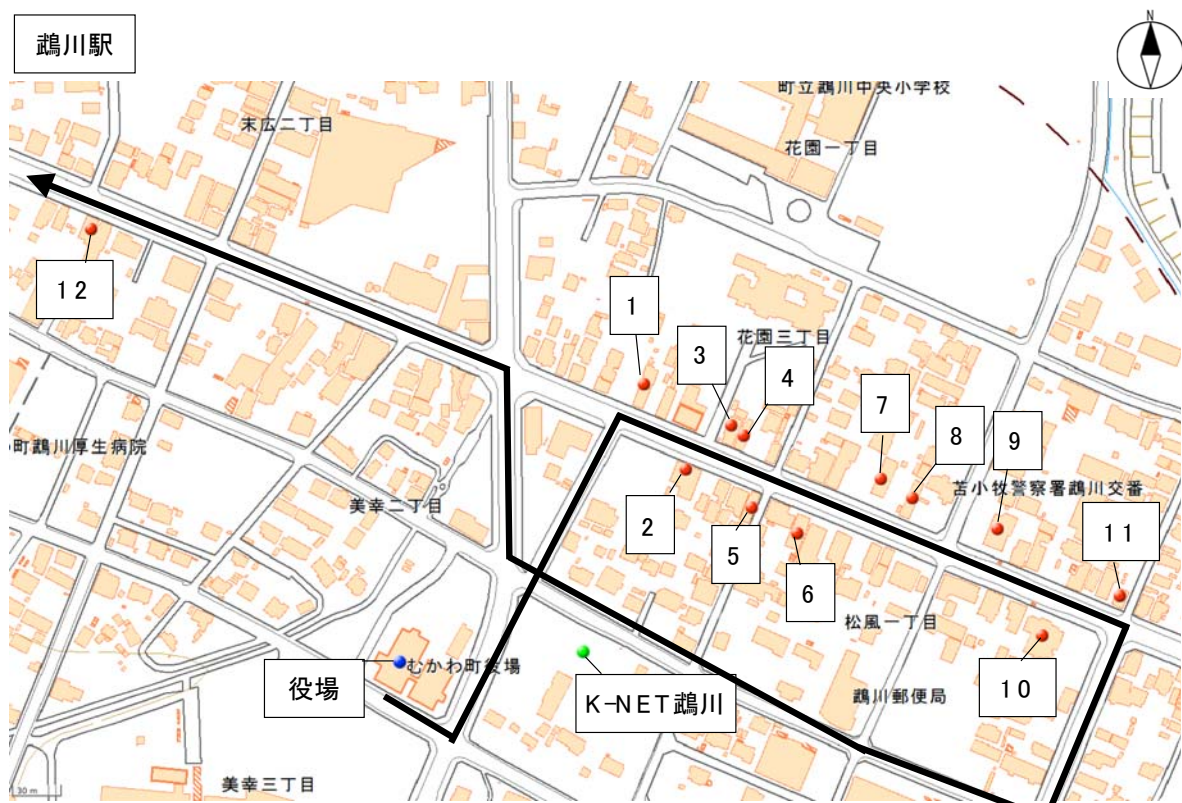 鵡川駅
N
町立鵡川中央小学校
末広二丁目
花園一丁目
12
1
花園三丁目
3
4
7
8
9
町鵡川厚生病院
苫小牧警察署鵡川交番
美幸二丁目
2
5
11
6
松風一丁目
役場
むかわ町役場
K-NET鵡川
鵡川郵便局
10
美幸三丁目
30 m